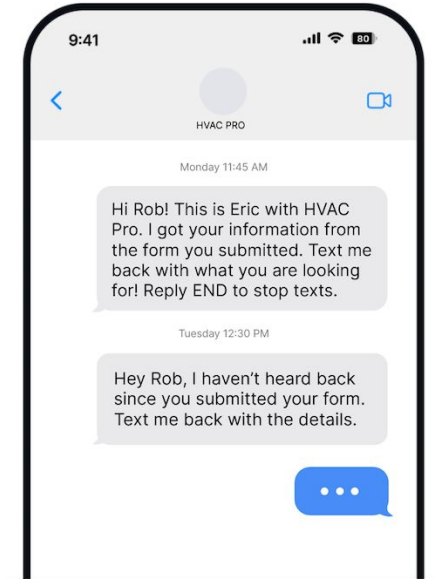 9:41
80
HVAC PRO
Monday 11:45 AM
Hi Rob! This is Eric with HVAC
Pro. I got your information from
the form you submitted. Text me
back with what you are looking
for! Reply END to stop texts.
Tuesday 12:30 PM
Hey Rob, I haven’t heard back
since you submitted your form.
Text me back with the details.